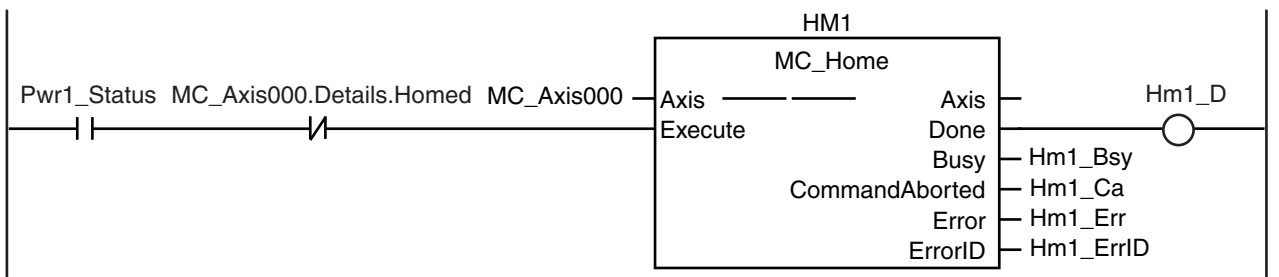 HM1
MC_Home
Pwr1_Status MC_Axis000.Details.Homed MC_Axis000 Axis Axis Hm1_D
Execute Done
Busy Hm1_Bsy
CommandAborted Hm1_Ca
Error Hm1_Err
ErrorID Hm1_ErrID